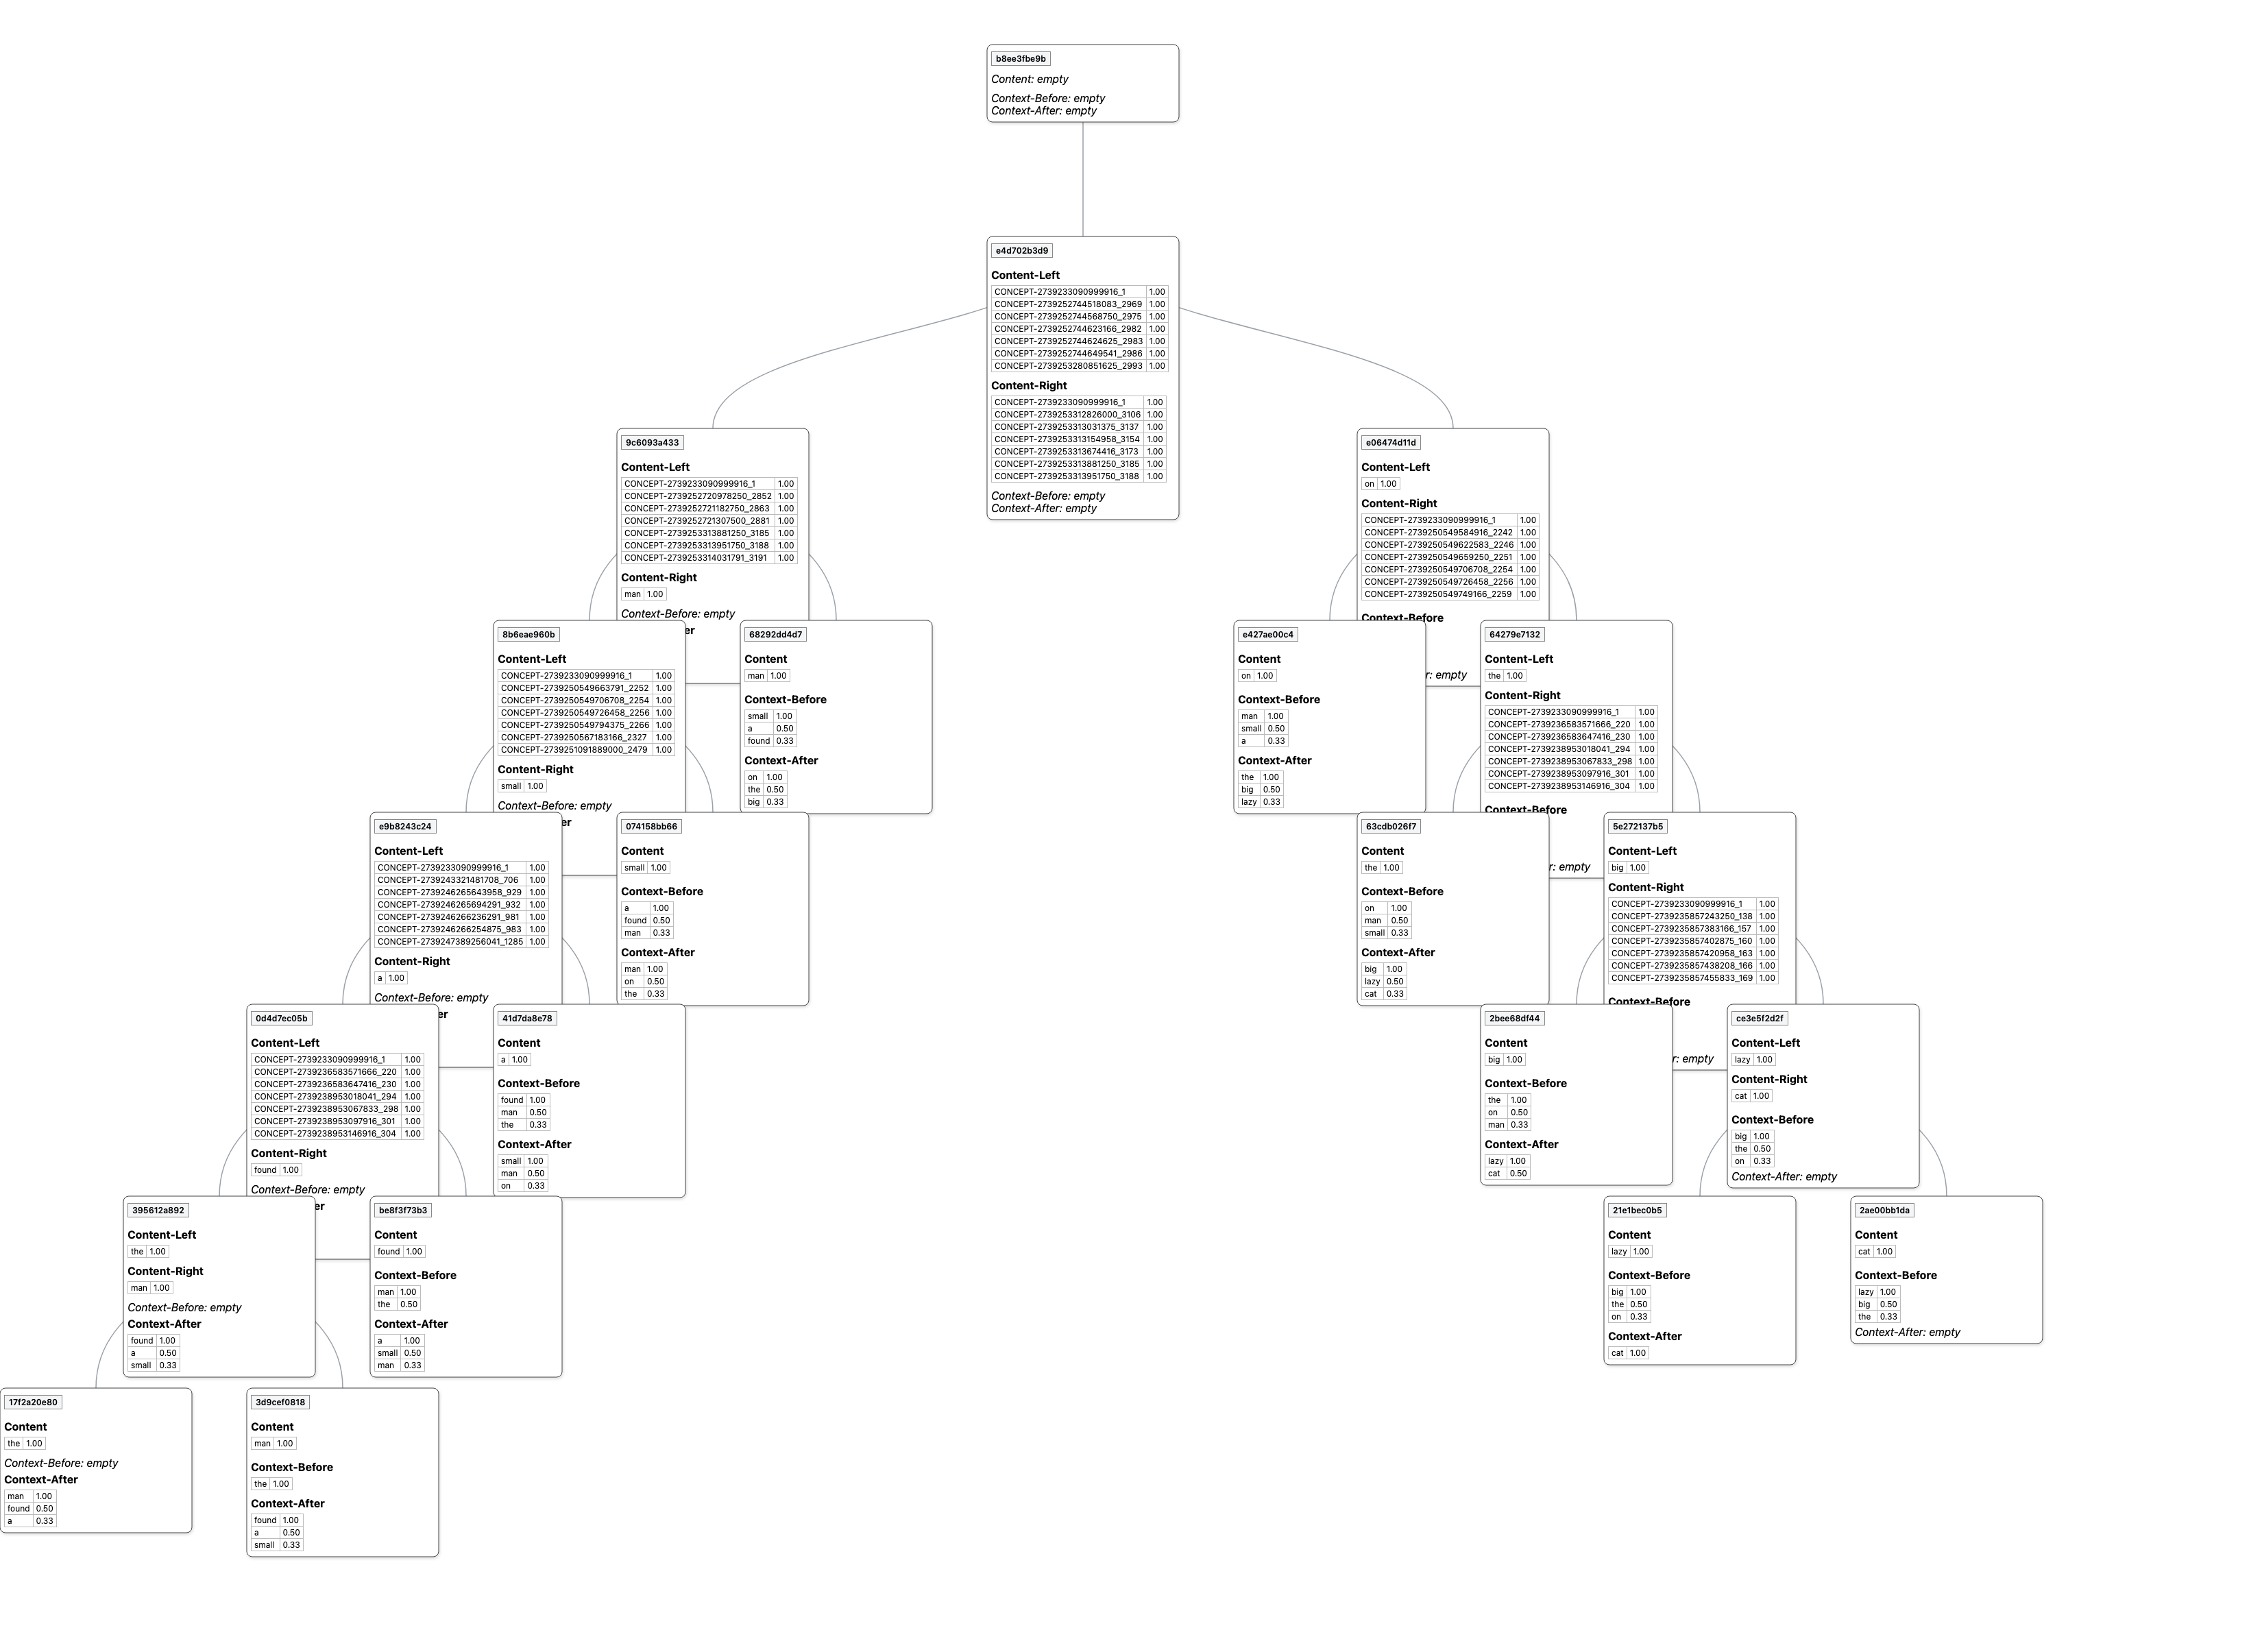 b8ee3fbe9b
Content: empty
Context-Before: empty
Context-After: empty
e4d702b3d9
Content-Left
CONCEPT-2739233090999916_1 1.00
CONCEPT-2739252744518083_2969 1.00
CONCEPT-2739252744568750_2975 1.00
CONCEPT-2739252744623166_2982 1.00
CONCEPT-2739252744624625_2983 1.00
CONCEPT-2739252744649541_2986 1.00
CONCEPT-2739253280851625_2993 1.00
Content-Right
CONCEPT-2739233090999916_1 1.00
CONCEPT-2739253312826000_3106 1.00
CONCEPT-2739253313031375_3137 1.00
CONCEPT-2739253313154958_3154 1.00
CONCEPT-2739253313674416_3173 1.00
CONCEPT-2739253313881250_3185 1.00
CONCEPT-2739253313951750_3188 1.00
Context-Before: empty
Context-After: empty
9c6093a433
Content-Left
CONCEPT-2739233090999916_1 1.00
CONCEPT-2739252720978250_2852 1.00
CONCEPT-2739252721182750_2863 1.00
CONCEPT-2739252721307500_2881 1.00
CONCEPT-2739253313881250_3185 1.00
CONCEPT-2739253313951750_3188 1.00
CONCEPT-2739253314031791_3191 1.00
Content-Right
man 1.00
Context-Before: empty
er
e06474d11d
Content-Left
on 1.00
Content-Right
CONCEPT-2739233090999916_1 1.00
CONCEPT-2739250549584916_2242 1.00
CONCEPT-2739250549622583_2246 1.00
CONCEPT-2739250549659250_2251 1.00
CONCEPT-2739250549706708_2254 1.00
CONCEPT-2739250549726458_2256 1.00
CONCEPT-2739250549749166_2259 1.00
Context-Before
r: empty
8b6eae960b
Content-Left
CONCEPT-2739233090999916_1 1.00
CONCEPT-2739250549663791_2252 1.00
CONCEPT-2739250549706708_2254 1.00
CONCEPT-2739250549726458_2256 1.00
CONCEPT-2739250549794375_2266 1.00
CONCEPT-2739250567183166_2327 1.00
CONCEPT-2739251091889000_2479 1.00
Content-Right
small 1.00
Context-Before: empty
er
68292dd4d7
Content
man 1.00
Context-Before
small 1.00
a 0.50
found 0.33
Context-After
on 1.00
the 0.50
big 0.33
e427ae00c4
Content
on 1.00
Context-Before
man 1.00
small 0.50
a 0.33
Context-After
the 1.00
big 0.50
lazy 0.33
64279e7132
Content-Left
the 1.00
Content-Right
CONCEPT-2739233090999916_1 1.00
CONCEPT-2739236583571666_220 1.00
CONCEPT-2739236583647416_230 1.00
CONCEPT-2739238953018041_294 1.00
CONCEPT-2739238953067833_298 1.00
CONCEPT-2739238953097916_301 1.00
CONCEPT-2739238953146916_304 1.00
Context-Before
r: empty
e9b8243c24
Content-Left
CONCEPT-2739233090999916_1 1.00
CONCEPT-2739243321481708_706 1.00
CONCEPT-2739246265643958_929 1.00
CONCEPT-2739246265694291_932 1.00
CONCEPT-2739246266236291_981 1.00
CONCEPT-2739246266254875_983 1.00
CONCEPT-2739247389256041_1285 1.00
Content-Right
a 1.00
Context-Before: empty
er
074158bb66
Content
small 1.00
Context-Before
a 1.00
found 0.50
man 0.33
Context-After
man 1.00
on 0.50
the 0.33
63cdb026f7
Content
the 1.00
Context-Before
on 1.00
man 0.50
small 0.33
Context-After
big 1.00
lazy 0.50
cat 0.33
5e272137b5
Content-Left
big 1.00
Content-Right
CONCEPT-2739233090999916_1 1.00
CONCEPT-2739235857243250_138 1.00
CONCEPT-2739235857383166_157 1.00
CONCEPT-2739235857402875_160 1.00
CONCEPT-2739235857420958_163 1.00
CONCEPT-2739235857438208_166 1.00
CONCEPT-2739235857455833_169 1.00
Context-Before
r: empty
0d4d7ec05b
Content-Left
CONCEPT-2739233090999916_1 1.00
CONCEPT-2739236583571666_220 1.00
CONCEPT-2739236583647416_230 1.00
CONCEPT-2739238953018041_294 1.00
CONCEPT-2739238953067833_298 1.00
CONCEPT-2739238953097916_301 1.00
CONCEPT-2739238953146916_304 1.00
Content-Right
found 1.00
Context-Before: empty
er
41d7da8e78
Content
a 1.00
Context-Before
found 1.00
man 0.50
the 0.33
Context-After
small 1.00
man 0.50
on 0.33
2bee68df44
Content
big 1.00
Context-Before
the 1.00
on 0.50
man 0.33
Context-After
lazy 1.00
cat 0.50
ce3e5f2d2f
Content-Left
lazy 1.00
Content-Right
cat 1.00
Context-Before
big 1.00
the 0.50
on 0.33
Context-After: empty
395612a892
Content-Left
the 1.00
Content-Right
man 1.00
Context-Before: empty
Context-After
found 1.00
a 0.50
small 0.33
be8f3f73b3
Content
found 1.00
Context-Before
man 1.00
the 0.50
Context-After
a 1.00
small 0.50
man 0.33
21e1bec0b5
Content
lazy 1.00
Context-Before
big 1.00
the 0.50
on 0.33
Context-After
cat 1.00
2ae00bb1da
Content
cat 1.00
Context-Before
lazy 1.00
big 0.50
the 0.33
Context-After: empty
17f2a20e80
Content
the 1.00
Context-Before: empty
Context-After
man 1.00
found 0.50
a 0.33
3d9cef0818
Content
man 1.00
Context-Before
the 1.00
Context-After
found 1.00
a 0.50
small 0.33